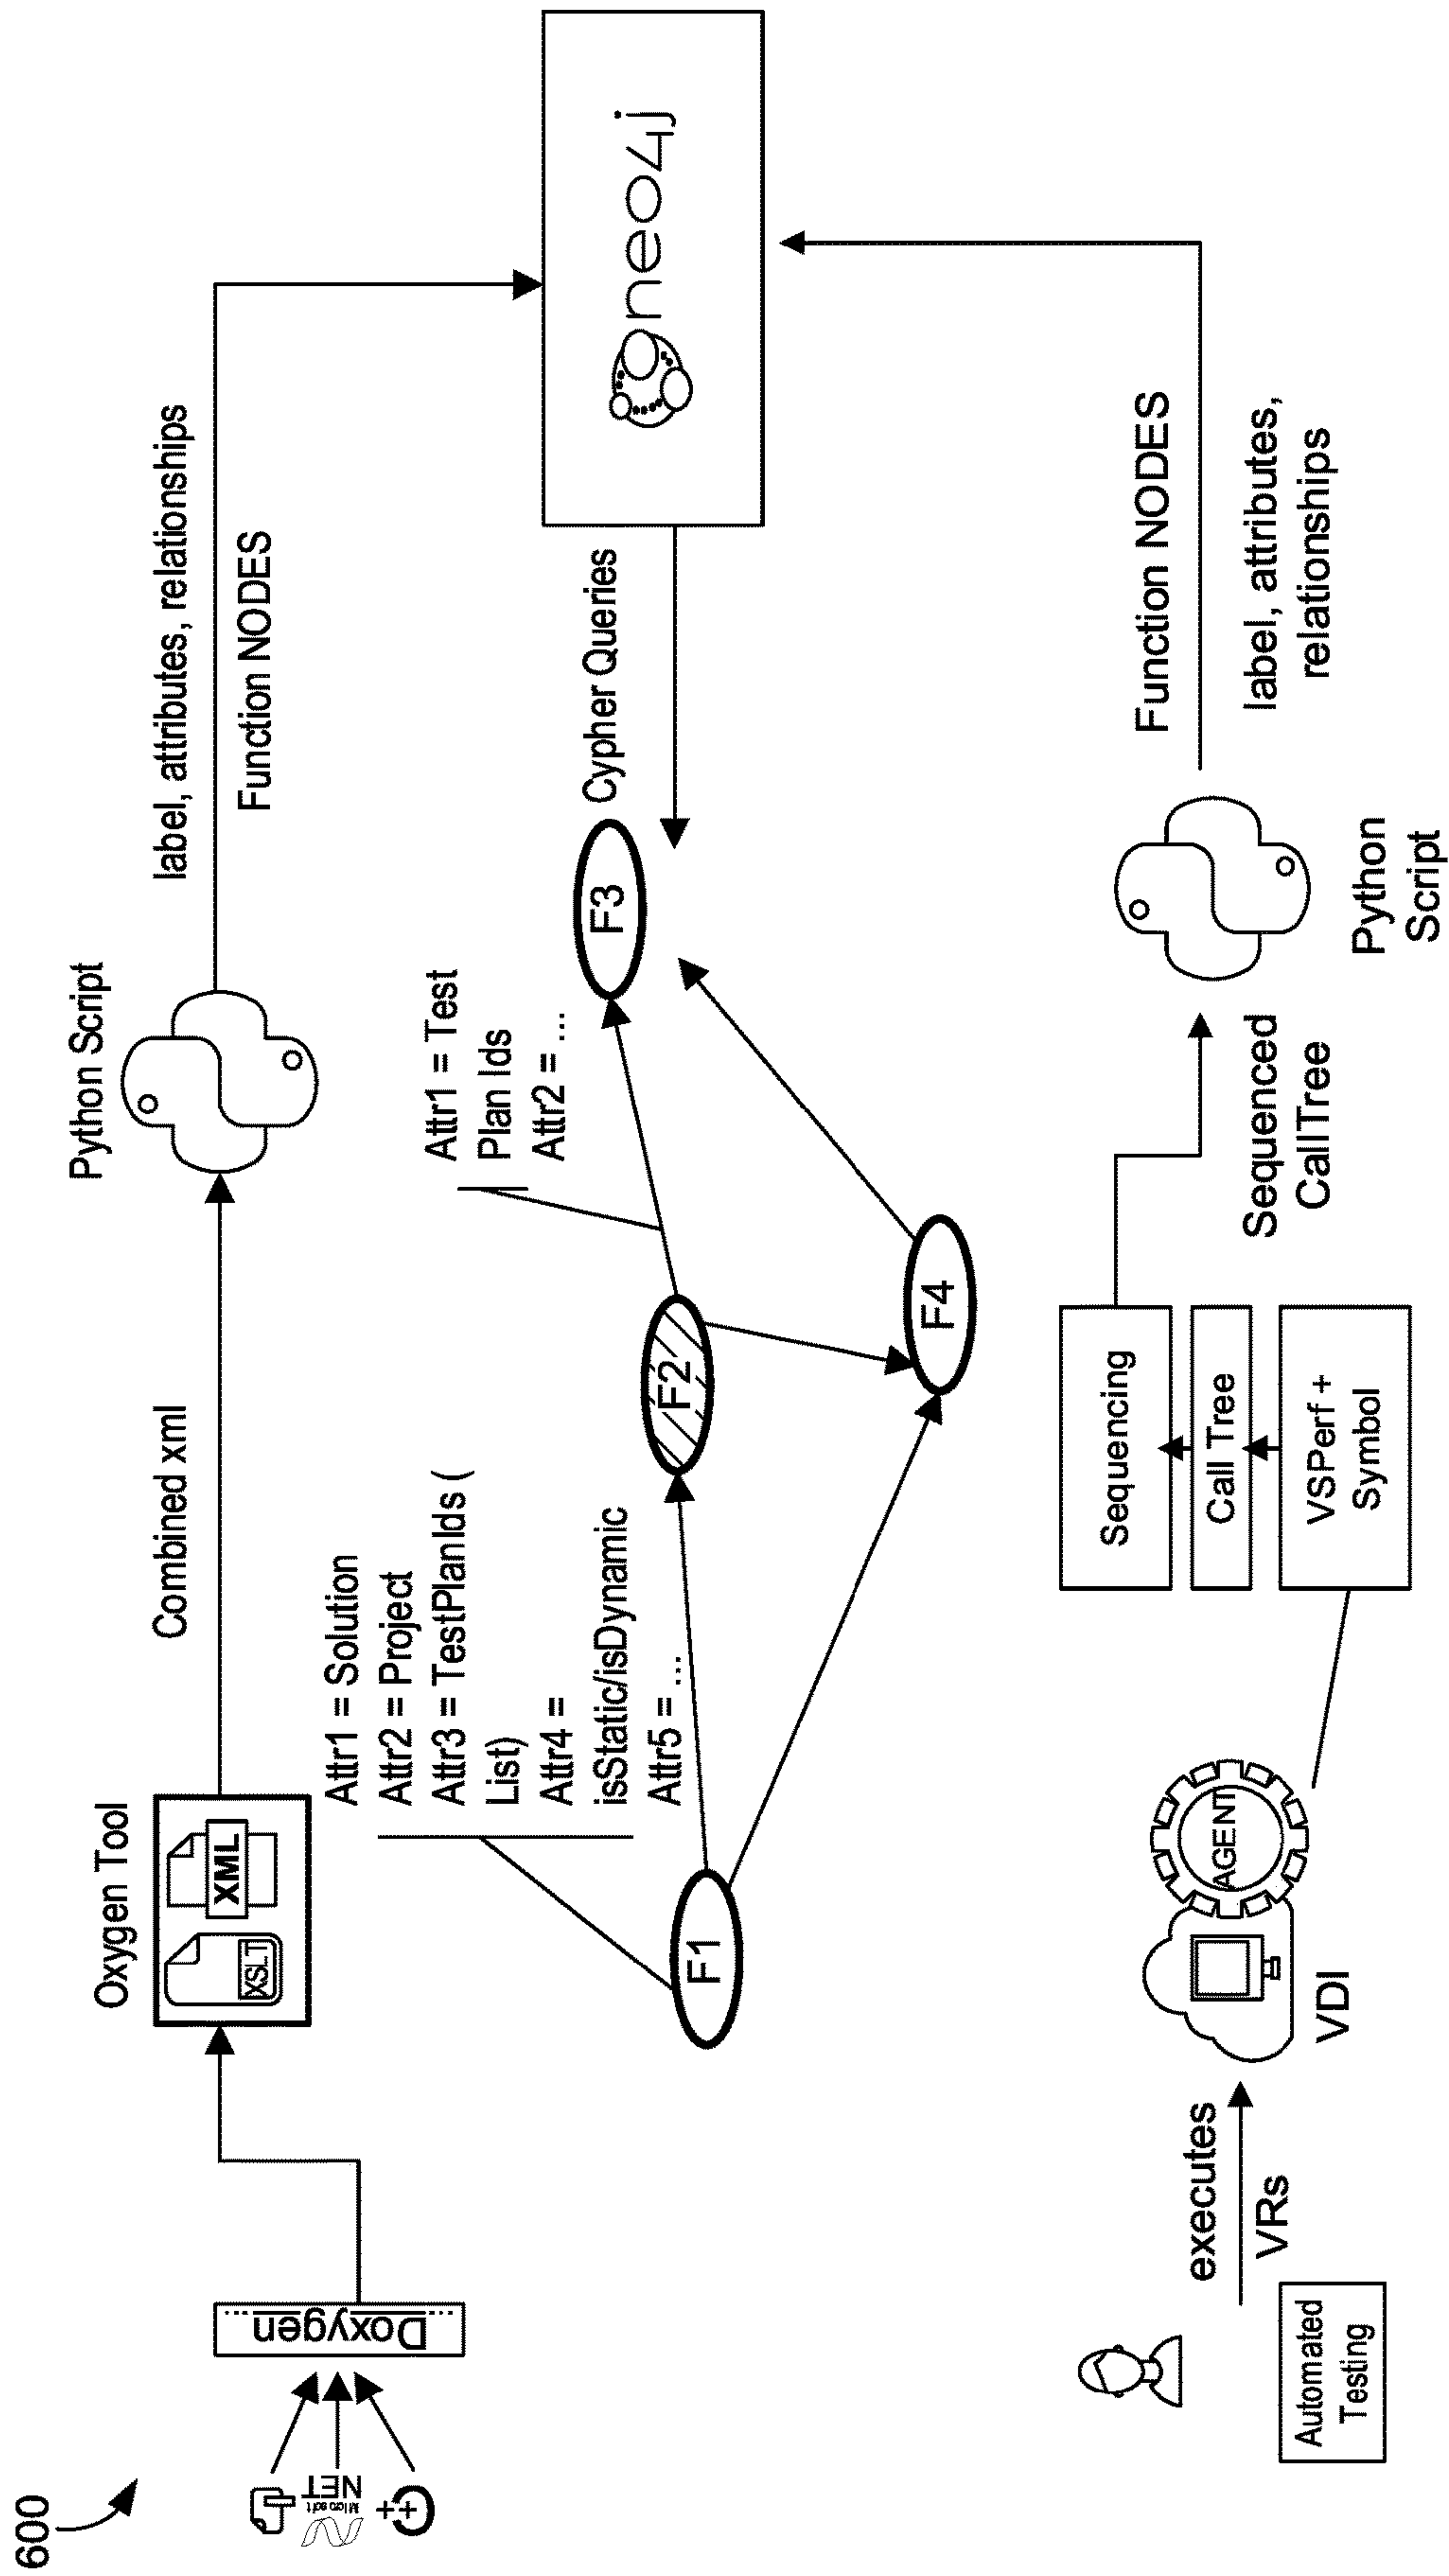 600
Microsoft
NET
C++
Doxygen
Oxygen Tool
XSLT
XML
Combined xml
Python Script
label, attributes, relationships
Function NODES
neo4j
Cypher Queries
Attr1 = Solution
Attr2 = Project
Attr3 = TestPlanIds (
List)
Attr4 =
isStatic/isDynamic
Attr5 = ...
Attr1 = Test
Plan Ids
Attr2 = ...
F1
F2
F3
F4
Automated
Testing
executes
VRs
AGENT
VDI
Sequencing
Call Tree
VSPerf +
Symbol
Sequenced
CallTree
Python
Script
Function NODES
label, attributes,
relationships